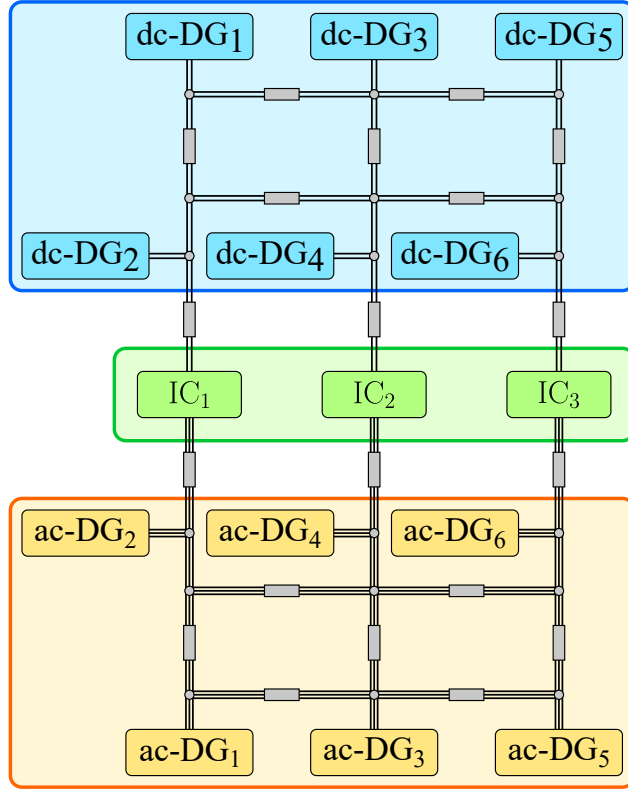 dc-DG₁ dc-DG₃ dc-DG₅
dc-DG₂ dc-DG₄ dc-DG₆
IC₁ IC₂ IC₃
ac-DG₂ ac-DG₄ ac-DG₆
ac-DG₁ ac-DG₃ ac-DG₅